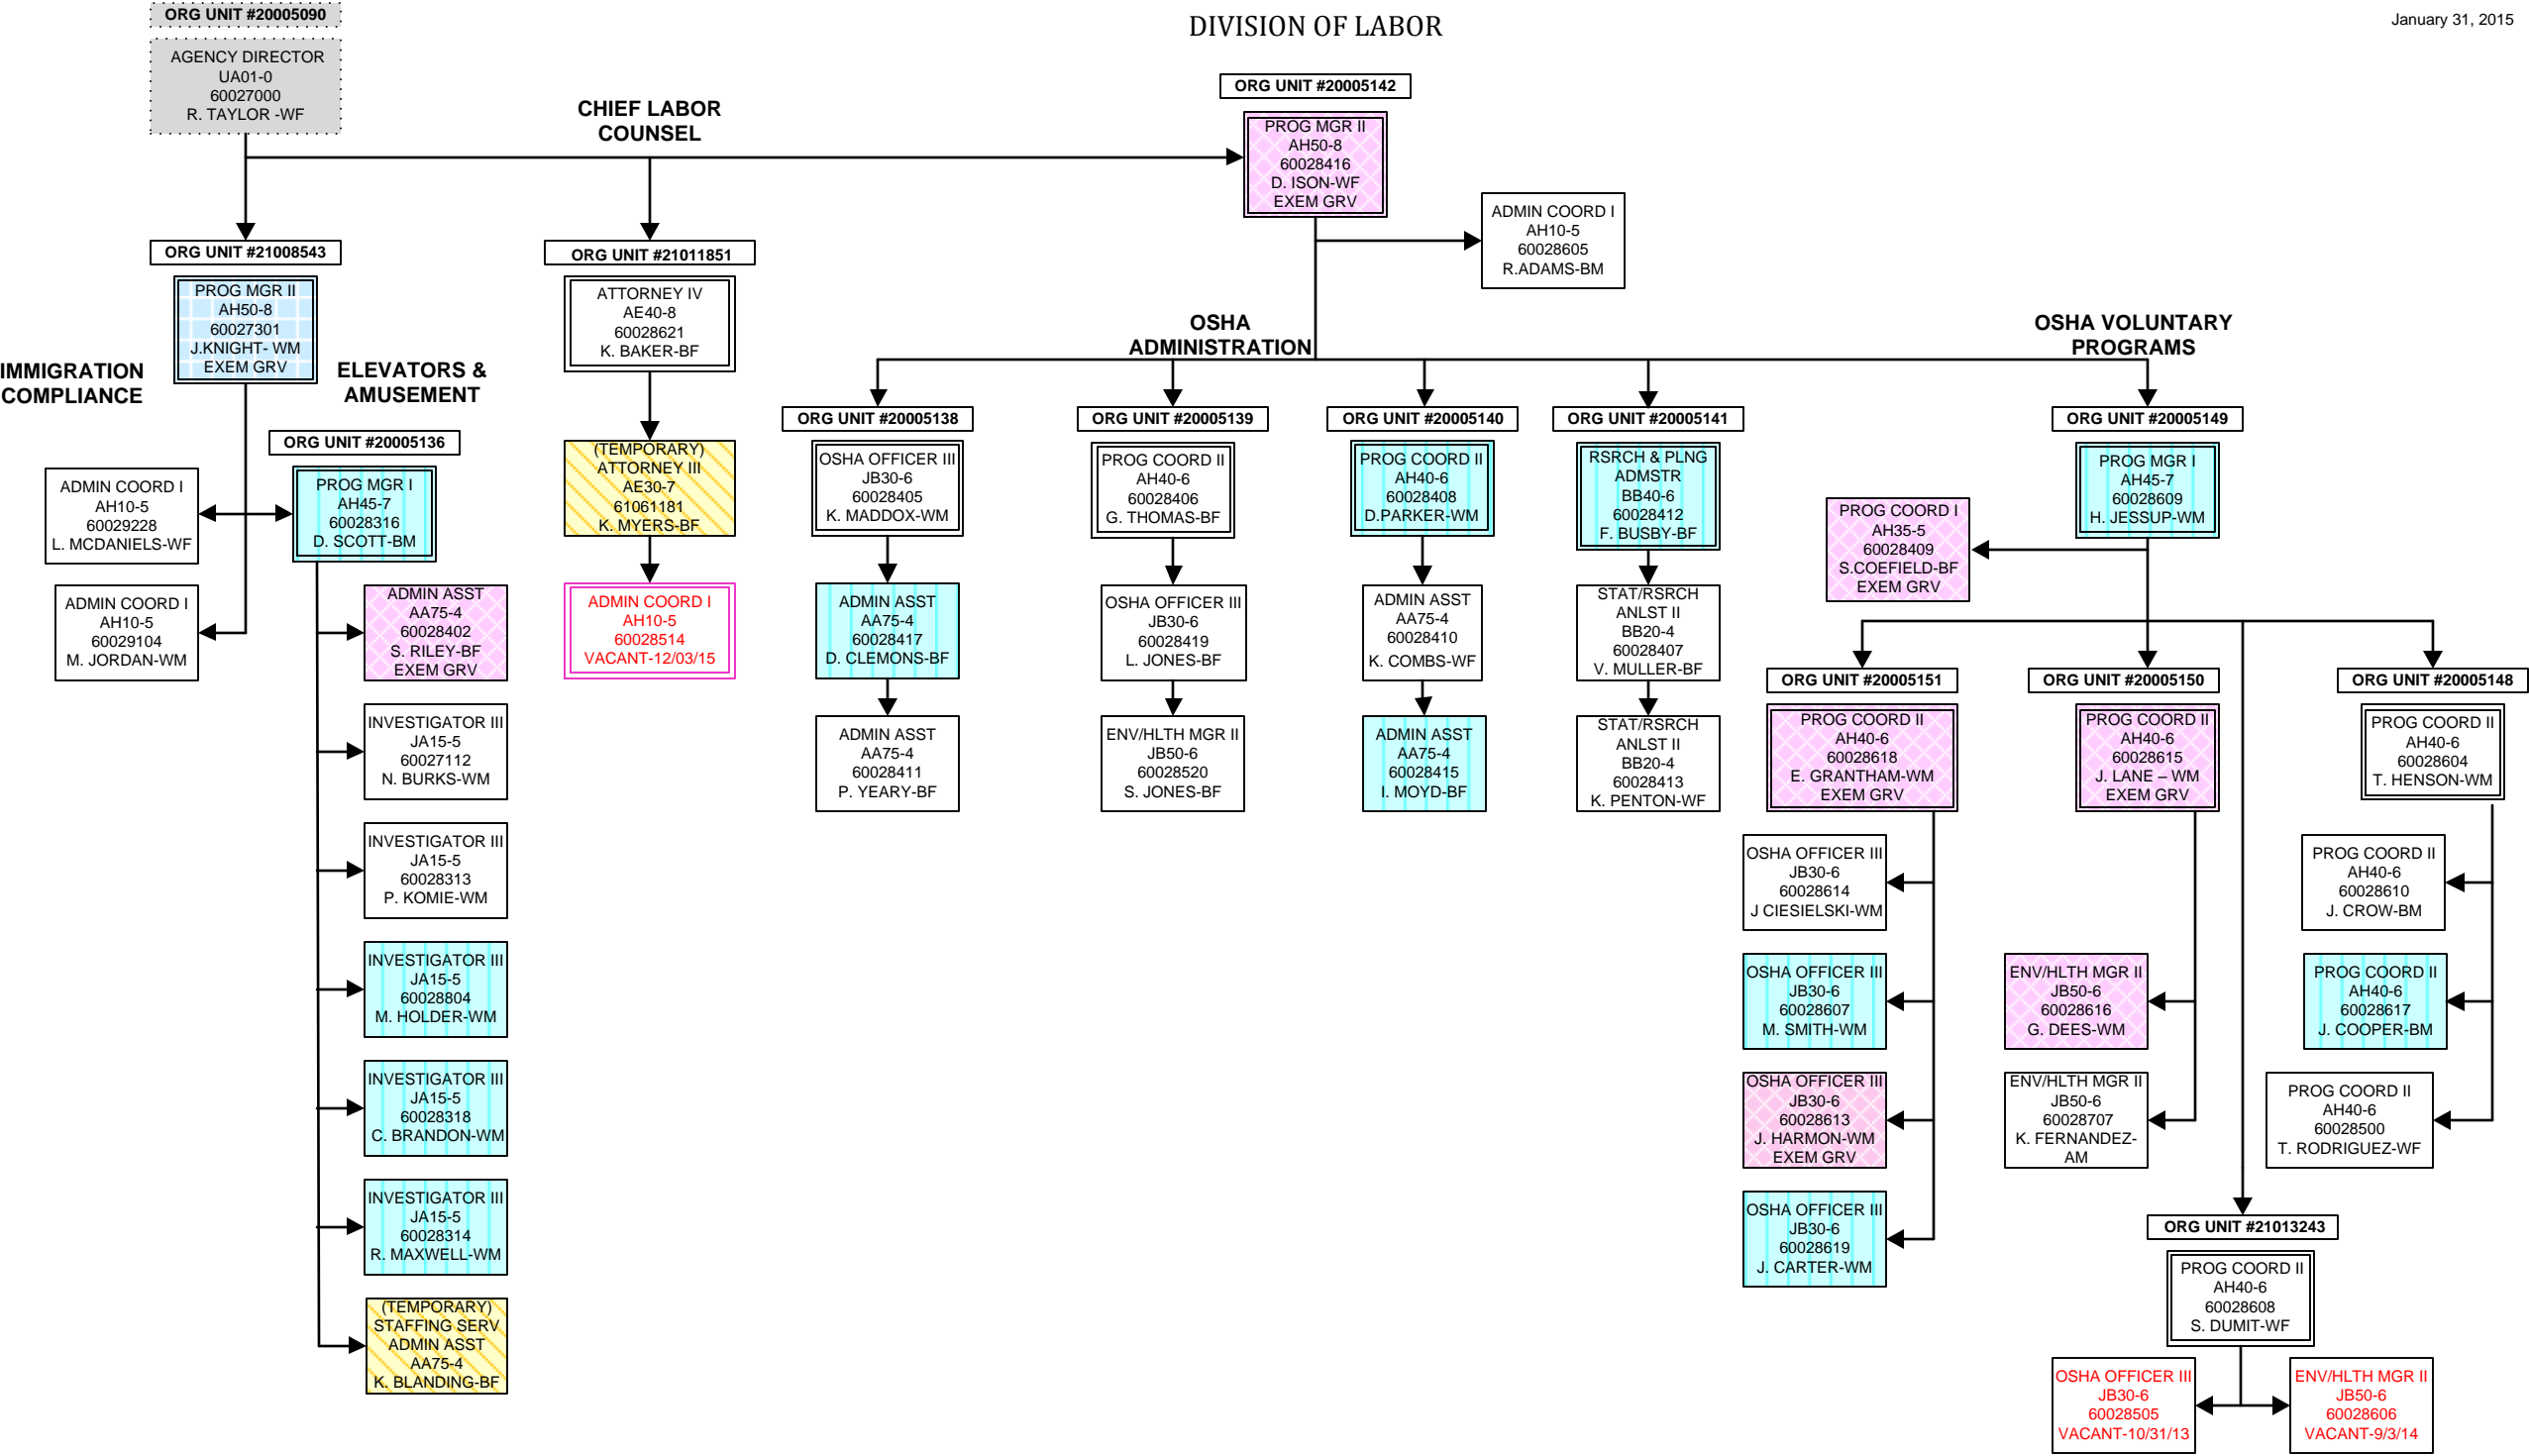 ORG UNIT #20005090
AGENCY DIRECTOR
UA01-0
60027000
R. TAYLOR -WF
DIVISION OF LABOR
January 31, 2015
CHIEF LABOR
COUNSEL
ORG UNIT #20005142
PROG MGR II
AH50-8
60028416
D. ISON-WF
EXEM GRV
ADMIN COORD I
AH10-5
60028605
R.ADAMS-BM
ORG UNIT #21008543
PROG MGR II
AH50-8
60027301
J.KNIGHT- WM
EXEM GRV
IMMIGRATION
COMPLIANCE
ELEVATORS &
AMUSEMENT
ADMIN COORD I
AH10-5
60029228
L. MCDANIELS-WF
ADMIN COORD I
AH10-5
60029104
M. JORDAN-WM
ORG UNIT #20005136
PROG MGR I
AH45-7
60028316
D. SCOTT-BM
ADMIN ASST
AA75-4
60028402
S. RILEY-BF
EXEM GRV
INVESTIGATOR III
JA15-5
60027112
N. BURKS-WM
INVESTIGATOR III
JA15-5
60028313
P. KOMIE-WM
INVESTIGATOR III
JA15-5
60028804
M. HOLDER-WM
INVESTIGATOR III
JA15-5
60028318
C. BRANDON-WM
INVESTIGATOR III
JA15-5
60028314
R. MAXWELL-WM
(TEMPORARY)
STAFFING SERV
ADMIN ASST
AA75-4
K. BLANDING-BF
ORG UNIT #21011851
ATTORNEY IV
AE40-8
60028621
K. BAKER-BF
(TEMPORARY)
ATTORNEY III
AE30-7
61061181
K. MYERS-BF
ADMIN COORD I
AH10-5
60028514
VACANT-12/03/15
OSHA
ADMINISTRATION
ORG UNIT #20005138
OSHA OFFICER III
JB30-6
60028405
K. MADDOX-WM
ADMIN ASST
AA75-4
60028417
D. CLEMONS-BF
ADMIN ASST
AA75-4
60028411
P. YEARY-BF
ORG UNIT #20005139
PROG COORD II
AH40-6
60028406
G. THOMAS-BF
OSHA OFFICER III
JB30-6
60028419
L. JONES-BF
ENV/HLTH MGR II
JB50-6
60028520
S. JONES-BF
ORG UNIT #20005140
PROG COORD II
AH40-6
60028408
D.PARKER-WM
ADMIN ASST
AA75-4
60028410
K. COMBS-WF
ADMIN ASST
AA75-4
60028415
I. MOYD-BF
ORG UNIT #20005141
RSRCH & PLNG
ADMSTR
BB40-6
60028412
F. BUSBY-BF
STAT/RSRCH
ANLST II
BB20-4
60028407
V. MULLER-BF
STAT/RSRCH
ANLST II
BB20-4
60028413
K. PENTON-WF
OSHA VOLUNTARY
PROGRAMS
ORG UNIT #20005149
PROG MGR I
AH45-7
60028609
H. JESSUP-WM
PROG COORD I
AH35-5
60028409
S.COEFIELD-BF
EXEM GRV
ORG UNIT #20005151
PROG COORD II
AH40-6
60028618
E. GRANTHAM-WM
EXEM GRV
OSHA OFFICER III
JB30-6
60028614
J CIESIELSKI-WM
OSHA OFFICER III
JB30-6
60028607
M. SMITH-WM
OSHA OFFICER III
JB30-6
60028613
J. HARMON-WM
EXEM GRV
OSHA OFFICER III
JB30-6
60028619
J. CARTER-WM
ORG UNIT #20005150
PROG COORD II
AH40-6
60028615
J. LANE – WM
EXEM GRV
ENV/HLTH MGR II
JB50-6
60028616
G. DEES-WM
ENV/HLTH MGR II
JB50-6
60028707
K. FERNANDEZ-
AM
ORG UNIT #20005148
PROG COORD II
AH40-6
60028604
T. HENSON-WM
PROG COORD II
AH40-6
60028610
J. CROW-BM
PROG COORD II
AH40-6
60028617
J. COOPER-BM
PROG COORD II
AH40-6
60028500
T. RODRIGUEZ-WF
ORG UNIT #21013243
PROG COORD II
AH40-6
60028608
S. DUMIT-WF
OSHA OFFICER III
JB30-6
60028505
VACANT-10/31/13
ENV/HLTH MGR II
JB50-6
60028606
VACANT-9/3/14